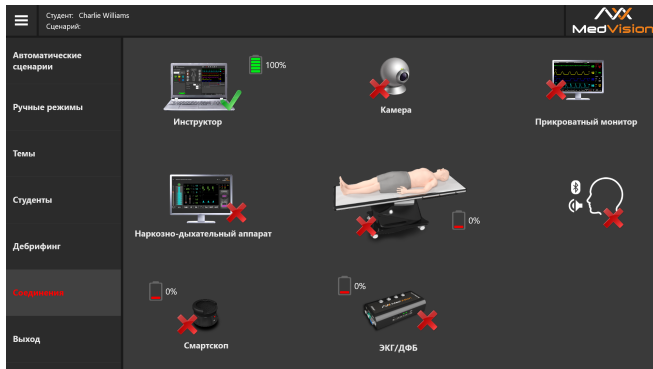 Студент: Charlie Williams
Сценарий:
MedVision
Автоматические
сценарии
Ручные режимы
Темы
Студенты
Дебрифинг
Соединения
Выход
100%
Инструктор
Камера
Прикроватный монитор
Наркозно-дыхательный аппарат
0%
0%
Смартскоп
0%
ЭКГ/ДФБ